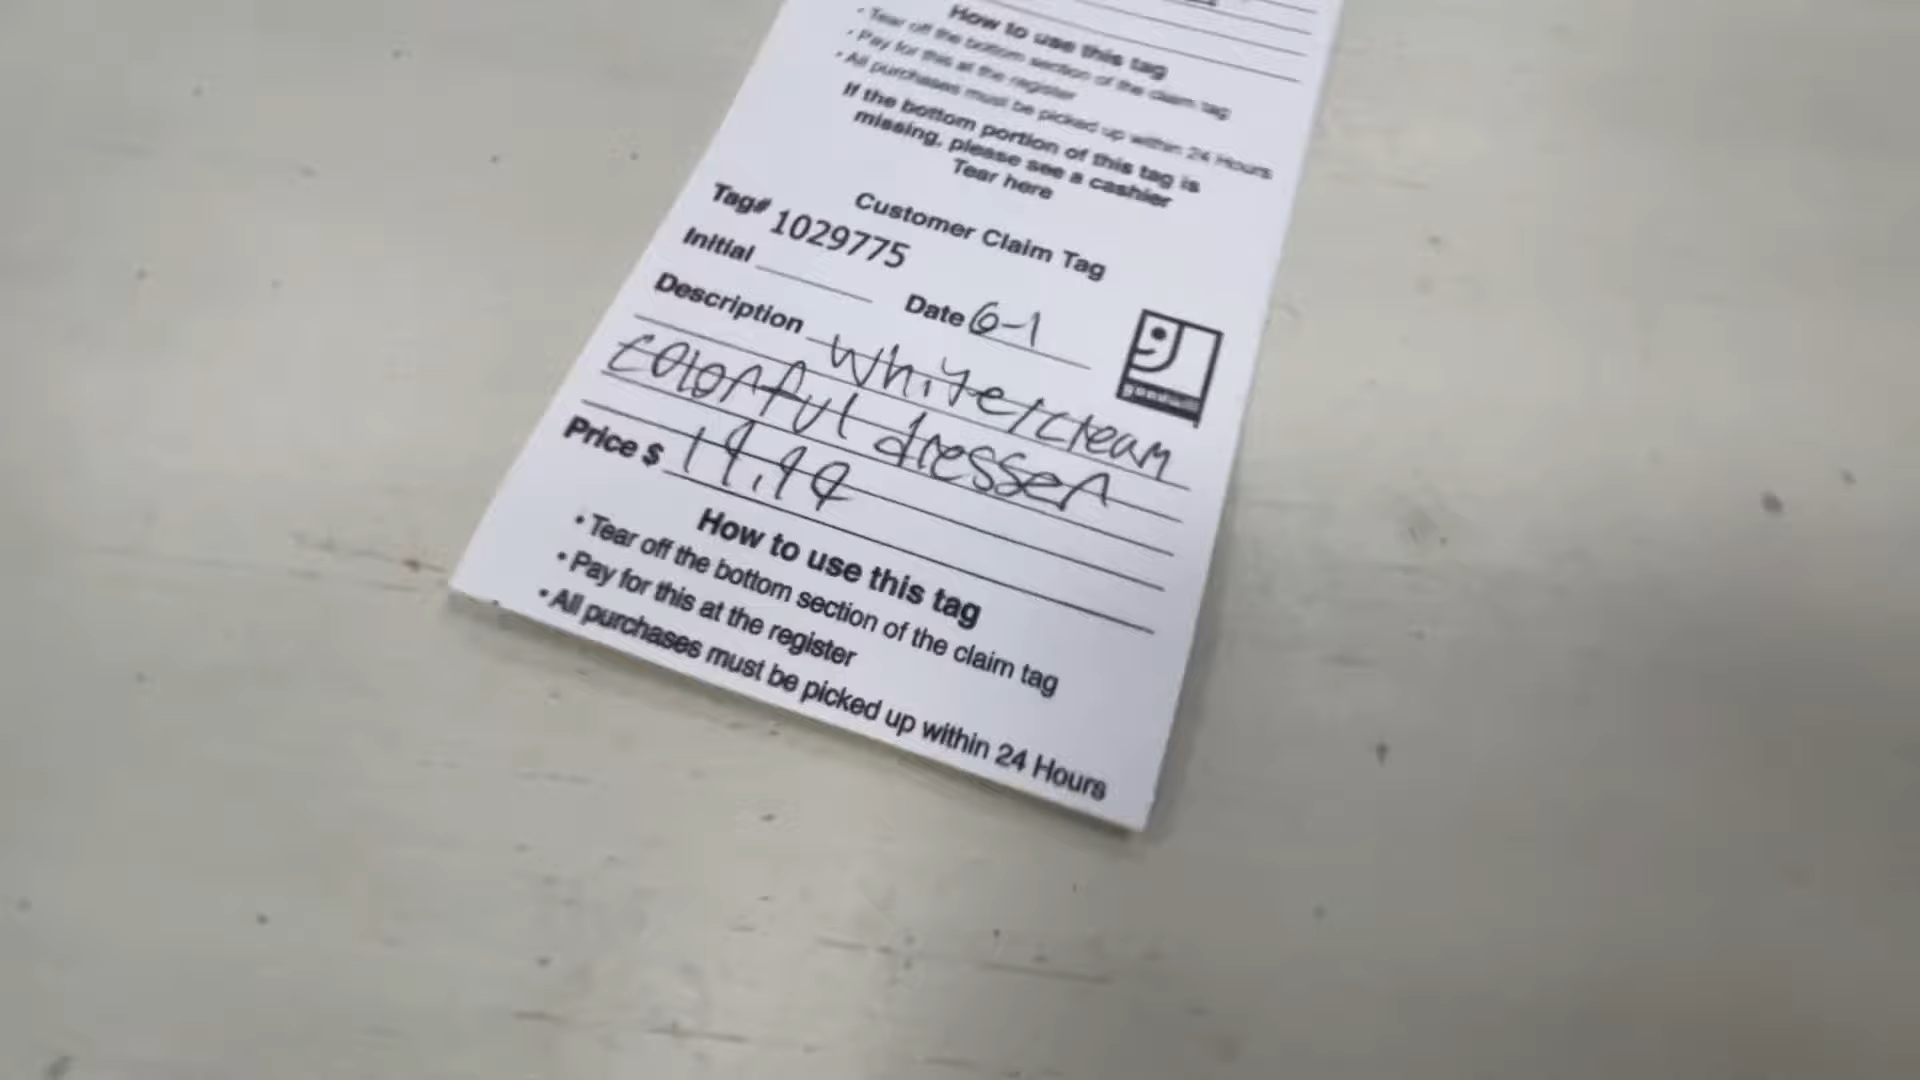 How to use this tag
• Tear off the bottom section of the claim tag
• Pay for this at the register
• All purchases must be picked up within 24 Hours
If the bottom portion of this tag is
missing, please see a cashier
Tear here
Customer Claim Tag
Tag# 1029775
Initial Date 6-1
Description white/cream
colorful dresser
goodwill
Price $ 19.99
How to use this tag
• Tear off the bottom section of the claim tag
• Pay for this at the register
• All purchases must be picked up within 24 Hours